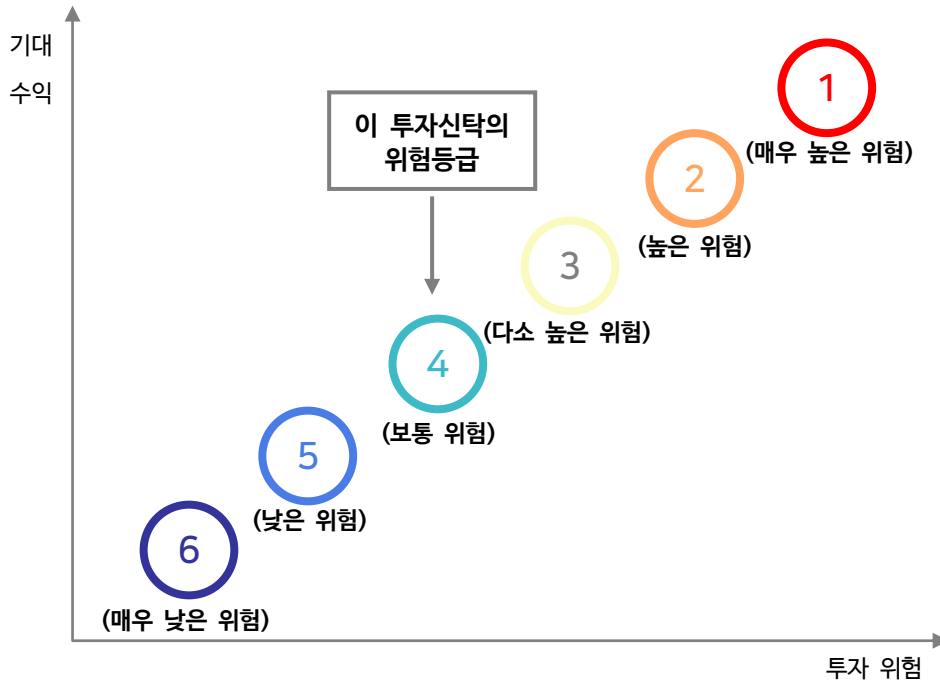 기대
수익
이 투자신탁의
위험등급
1
(매우 높은 위험)
2
(높은 위험)
3
(다소 높은 위험)
4
(보통 위험)
5
(낮은 위험)
6
(매우 낮은 위험)
투자 위험